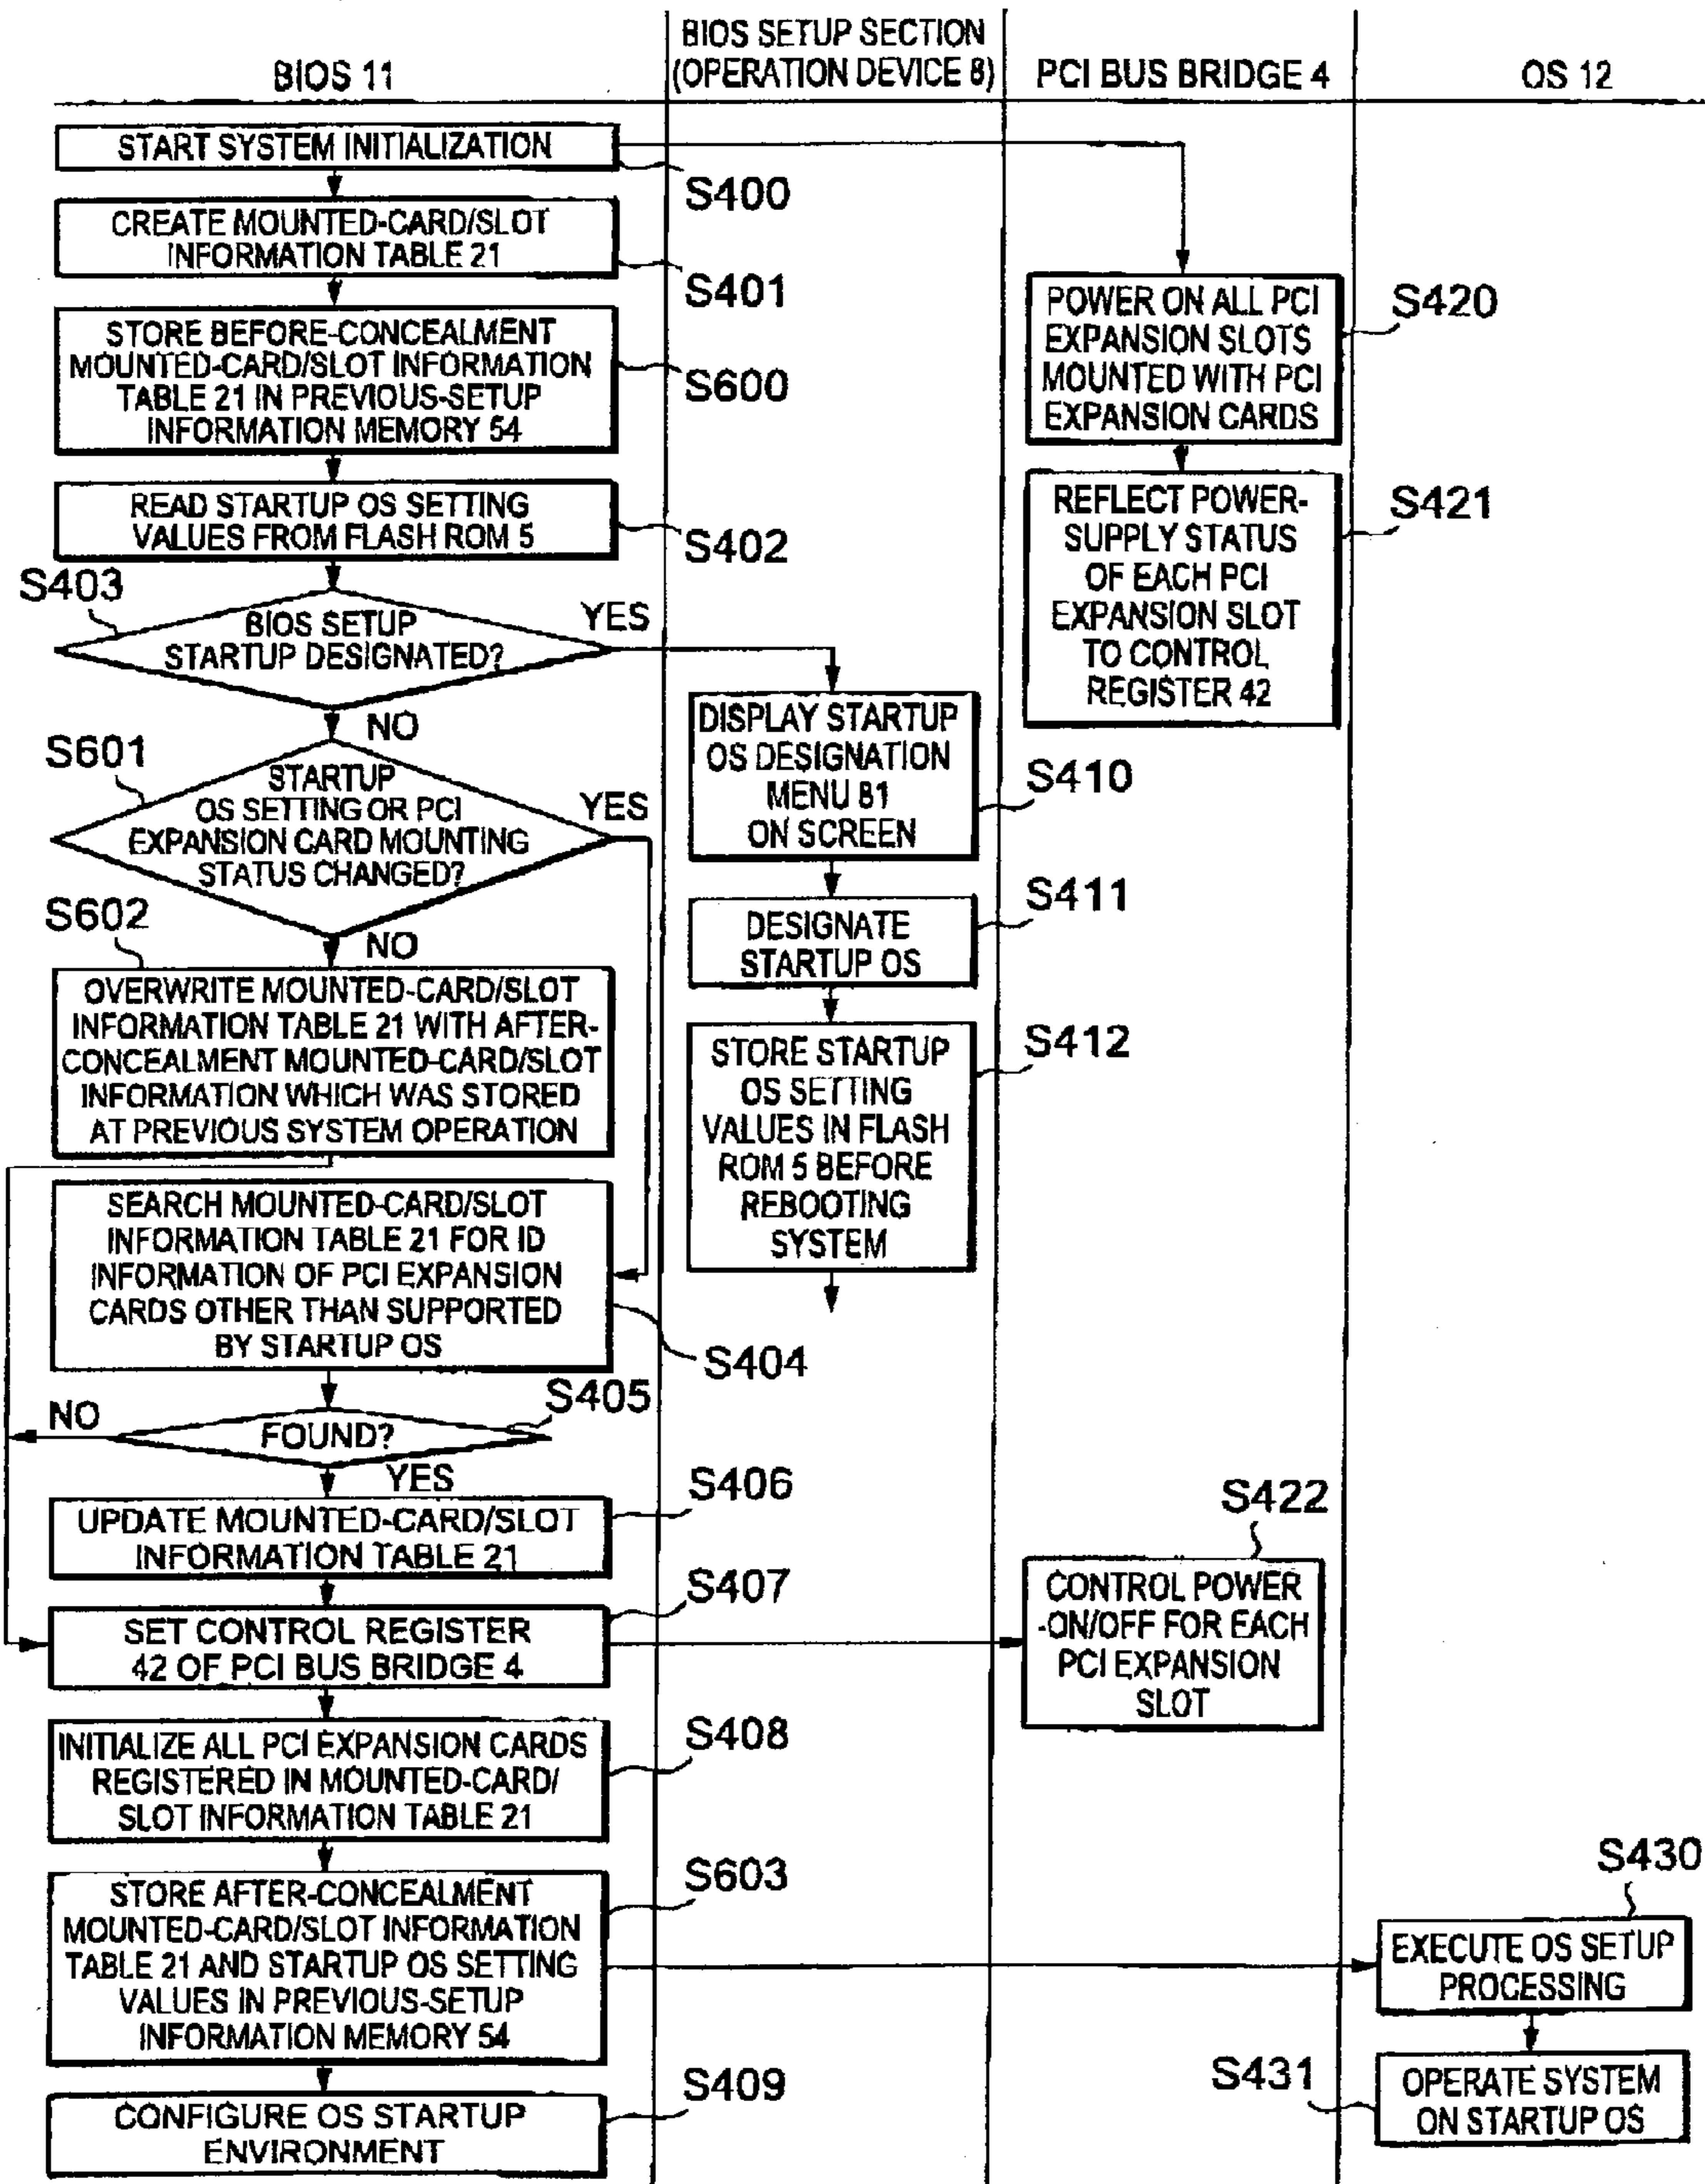 BIOS 11
BIOS SETUP SECTION
(OPERATION DEVICE 8)
PCI BUS BRIDGE 4
OS 12
START SYSTEM INITIALIZATION
S400
CREATE MOUNTED-CARD/SLOT
INFORMATION TABLE 21
S401
STORE BEFORE-CONCEALMENT
MOUNTED-CARD/SLOT INFORMATION
TABLE 21 IN PREVIOUS-SETUP
INFORMATION MEMORY 54
S600
READ STARTUP OS SETTING
VALUES FROM FLASH ROM 5
S402
S403
BIOS SETUP
STARTUP DESIGNATED?
YES
NO
S601
STARTUP
OS SETTING OR PCI
EXPANSION CARD MOUNTING
STATUS CHANGED?
YES
NO
S602
OVERWRITE MOUNTED-CARD/SLOT
INFORMATION TABLE 21 WITH AFTER-
CONCEALMENT MOUNTED-CARD/SLOT
INFORMATION WHICH WAS STORED
AT PREVIOUS SYSTEM OPERATION
SEARCH MOUNTED-CARD/SLOT
INFORMATION TABLE 21 FOR ID
INFORMATION OF PCI EXPANSION
CARDS OTHER THAN SUPPORTED
BY STARTUP OS
S404
S405
FOUND?
NO
YES
UPDATE MOUNTED-CARD/SLOT
INFORMATION TABLE 21
S406
SET CONTROL REGISTER
42 OF PCI BUS BRIDGE 4
S407
INITIALIZE ALL PCI EXPANSION CARDS
REGISTERED IN MOUNTED-CARD/
SLOT INFORMATION TABLE 21
S408
STORE AFTER-CONCEALMENT
MOUNTED-CARD/SLOT INFORMATION
TABLE 21 AND STARTUP OS SETTING
VALUES IN PREVIOUS-SETUP
INFORMATION MEMORY 54
S603
CONFIGURE OS STARTUP
ENVIRONMENT
S409
DISPLAY STARTUP
OS DESIGNATION
MENU 81
ON SCREEN
S410
DESIGNATE
STARTUP OS
S411
STORE STARTUP
OS SETTING
VALUES IN FLASH
ROM 5 BEFORE
REBOOTING
SYSTEM
S412
POWER ON ALL PCI
EXPANSION SLOTS
MOUNTED WITH PCI
EXPANSION CARDS
S420
REFLECT POWER-
SUPPLY STATUS
OF EACH PCI
EXPANSION SLOT
TO CONTROL
REGISTER 42
S421
S422
CONTROL POWER
-ON/OFF FOR EACH
PCI EXPANSION
SLOT
S430
EXECUTE OS SETUP
PROCESSING
S431
OPERATE SYSTEM
ON STARTUP OS